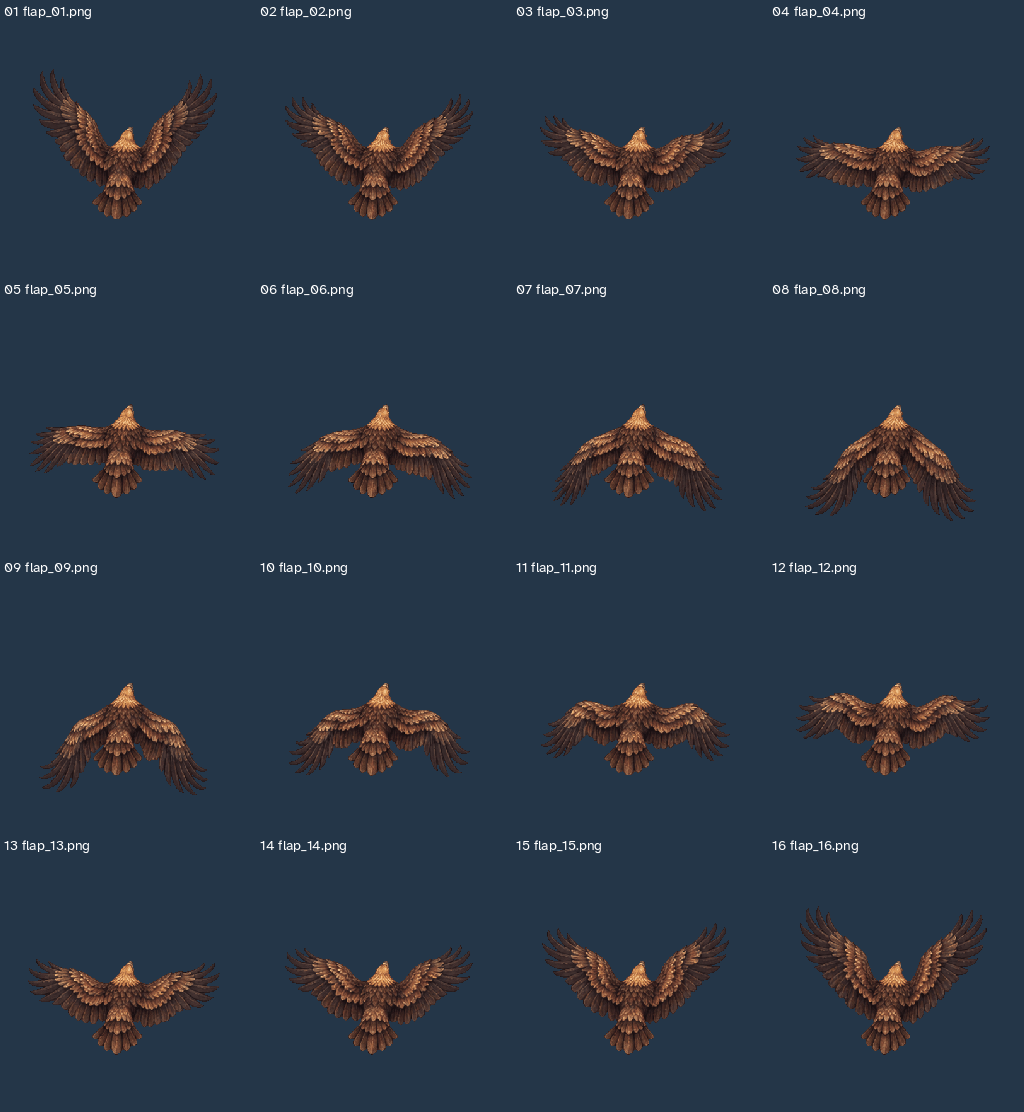 01 flap_01.png
02 flap_02.png
03 flap_03.png
04 flap_04.png
05 flap_05.png
06 flap_06.png
07 flap_07.png
08 flap_08.png
09 flap_09.png
10 flap_10.png
11 flap_11.png
12 flap_12.png
13 flap_13.png
14 flap_14.png
15 flap_15.png
16 flap_16.png